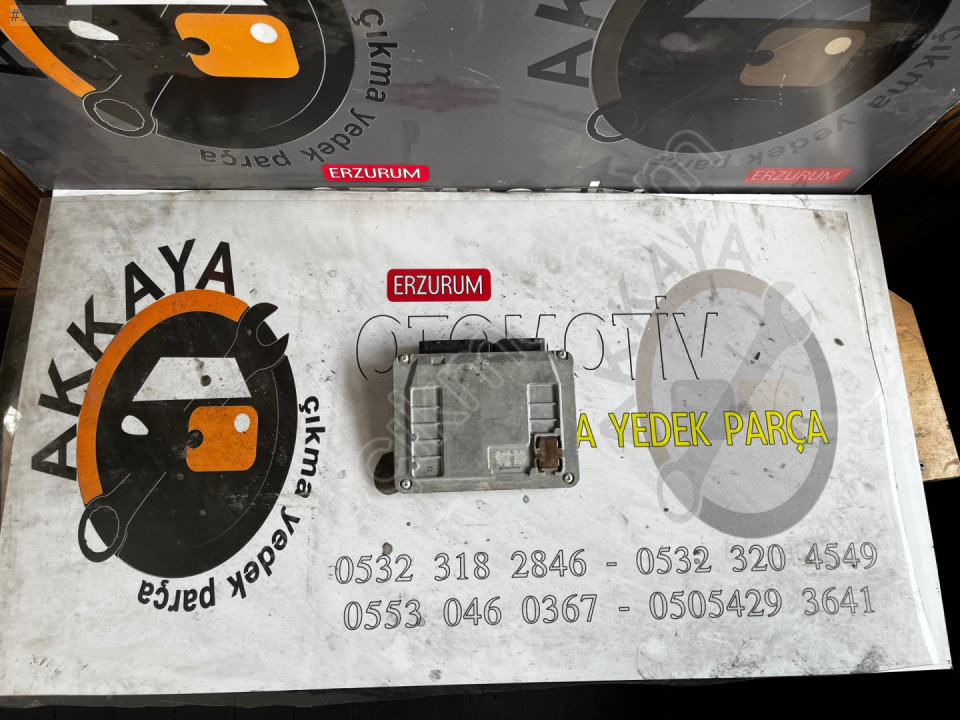 çıkma yedek parça
AKKAYA
çıkma yedek parça
ERZURUM
ERZURUM
AKKAYA
ERZURUM
OTOMOTİV
çıkma yedek parça
A YEDEK PARÇA
0532 318 2846 - 0532 320 4549
0553 046 0367 - 0505429 3641